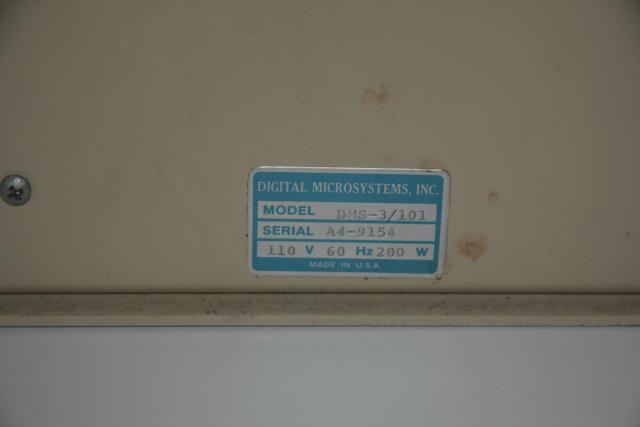 DIGITAL MICROSYSTEMS, INC.
MODEL DMS-3/101
SERIAL A4-9154
110 V 60 Hz 200 W
MADE IN U.S.A.